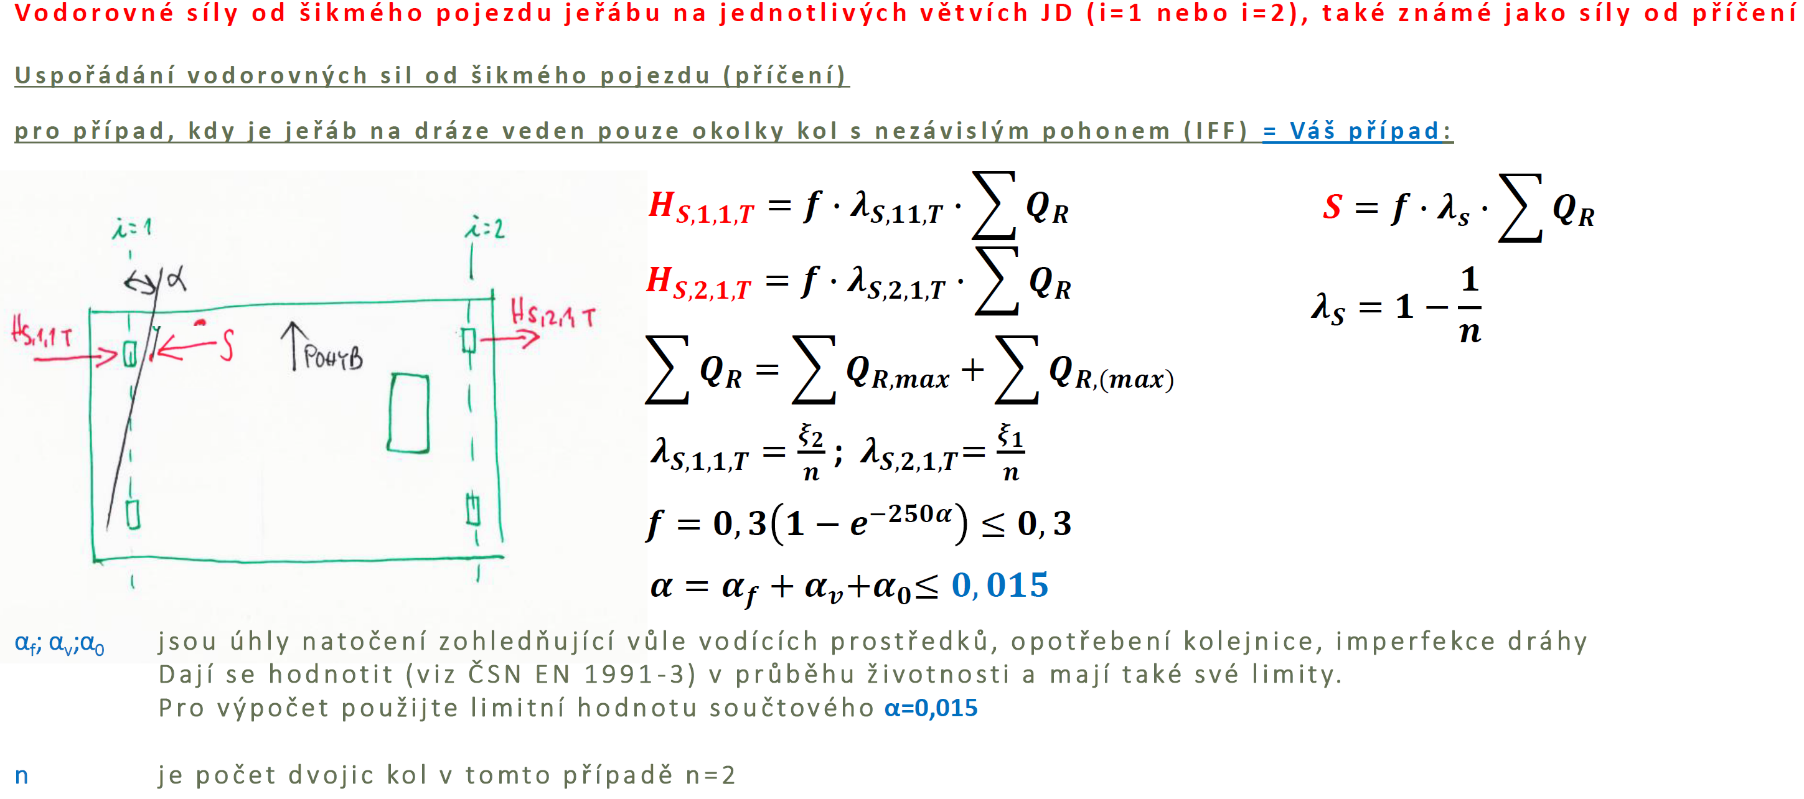 Vodorovné síly od šikmého pojezdu jeřábu na jednotlivých větvích JD (i=1 nebo i=2), také známé jako síly od příčení
Uspořádání vodorovných sil od šikmého pojezdu (příčení)
pro případ, kdy je jeřáb na dráze veden pouze okolky kol s nezávislým pohonem (IFF) = Váš případ:
i=1
i=2
α
HS,1,1 T
S
POHYB
HS,2,1 T
H_{S,1,1,T} = f · λ_{S,11,T} · ∑ Q_R
S = f · λ_s · ∑ Q_R
H_{S,2,1,T} = f · λ_{S,2,1,T} · ∑ Q_R
λ_S = 1 − 1/n
∑ Q_R = ∑ Q_{R,max} + ∑ Q_{R,(max)}
λ_{S,1,1,T} = ξ_2/n ; λ_{S,2,1,T} = ξ_1/n
f = 0,3(1 − e^{−250α}) ≤ 0,3
α = α_f + α_v + α_0 ≤ 0,015
α_f; α_v; α_0 jsou úhly natočení zohledňující vůle vodících prostředků, opotřebení kolejnice, imperfekce dráhy
Dají se hodnotit (viz ČSN EN 1991-3) v průběhu životnosti a mají také své limity.
Pro výpočet použijte limitní hodnotu součtového α=0,015
n je počet dvojic kol v tomto případě n=2